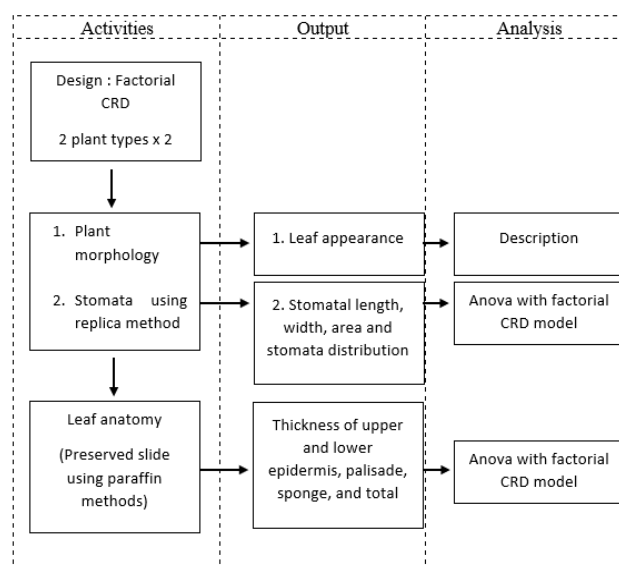 Activities
Output
Analysis
Design : Factorial
CRD
2 plant types x 2
1. Plant
morphology
2. Stomata using
replica method
1. Leaf appearance
Description
2. Stomatal length,
width, area and
stomata distribution
Anova with factorial
CRD model
Leaf anatomy
(Preserved slide
using paraffin
methods)
Thickness of upper
and lower
epidermis, palisade,
sponge, and total
Anova with factorial
CRD model